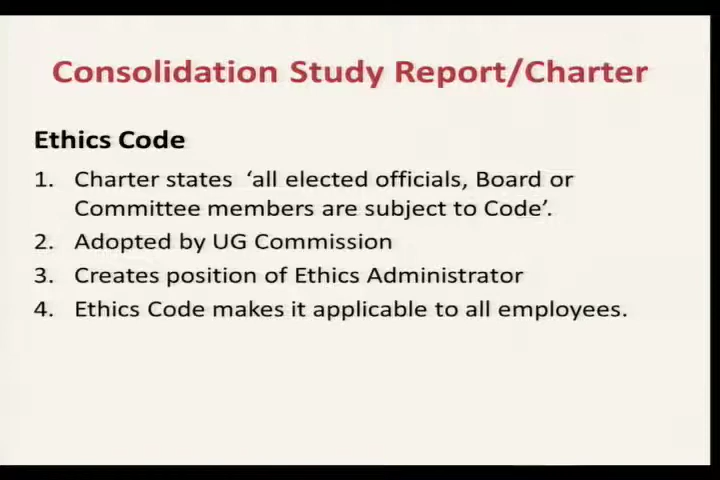 Consolidation Study Report/Charter
Ethics Code
1. Charter states ‘all elected officials, Board or
Committee members are subject to Code’.
2. Adopted by UG Commission
3. Creates position of Ethics Administrator
4. Ethics Code makes it applicable to all employees.